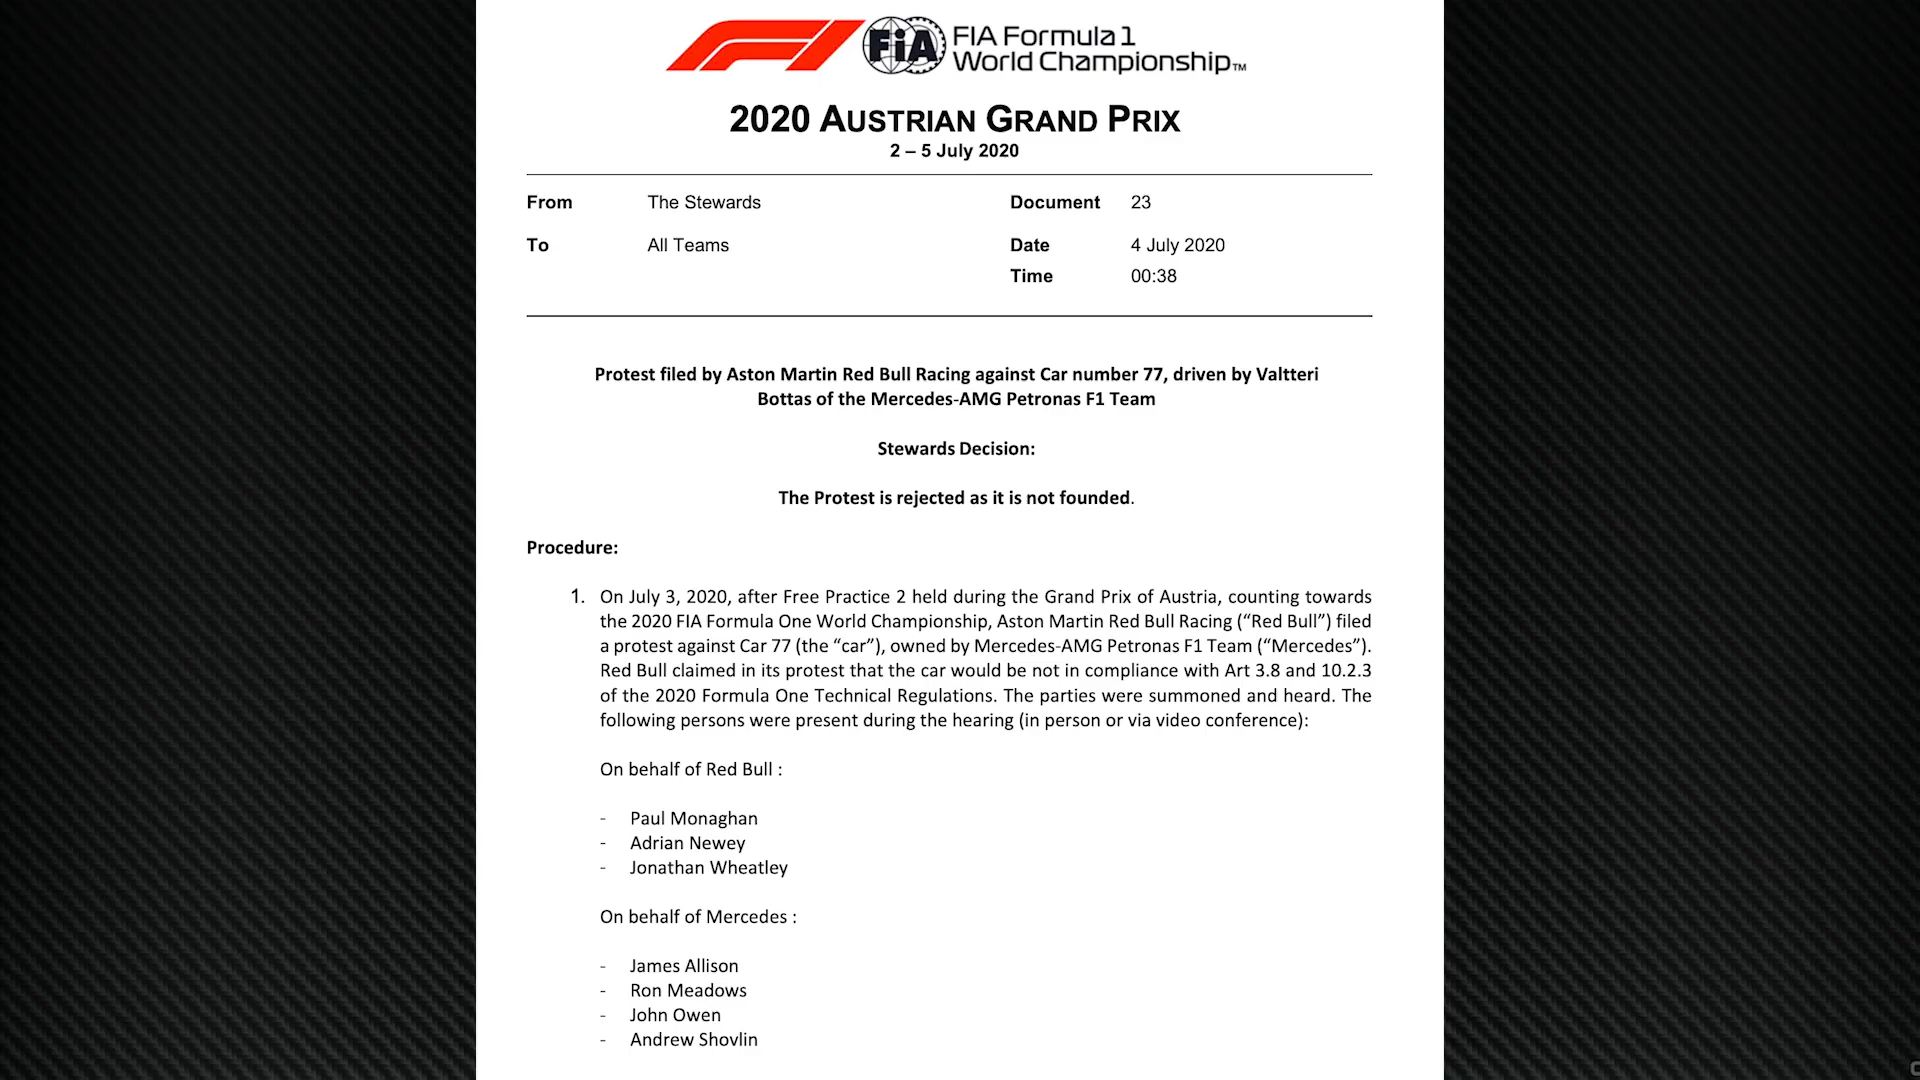 F1 FiA FIA Formula 1
World Championship™
2020 AUSTRIAN GRAND PRIX
2 – 5 July 2020
From The Stewards Document 23
To All Teams Date 4 July 2020
Time 00:38
Protest filed by Aston Martin Red Bull Racing against Car number 77, driven by Valtteri
Bottas of the Mercedes-AMG Petronas F1 Team
Stewards Decision:
The Protest is rejected as it is not founded.
Procedure:
1. On July 3, 2020, after Free Practice 2 held during the Grand Prix of Austria, counting towards
the 2020 FIA Formula One World Championship, Aston Martin Red Bull Racing (“Red Bull”) filed
a protest against Car 77 (the “car”), owned by Mercedes-AMG Petronas F1 Team (“Mercedes”).
Red Bull claimed in its protest that the car would be not in compliance with Art 3.8 and 10.2.3
of the 2020 Formula One Technical Regulations. The parties were summoned and heard. The
following persons were present during the hearing (in person or via video conference):
On behalf of Red Bull :
- Paul Monaghan
- Adrian Newey
- Jonathan Wheatley
On behalf of Mercedes :
- James Allison
- Ron Meadows
- John Owen
- Andrew Shovlin